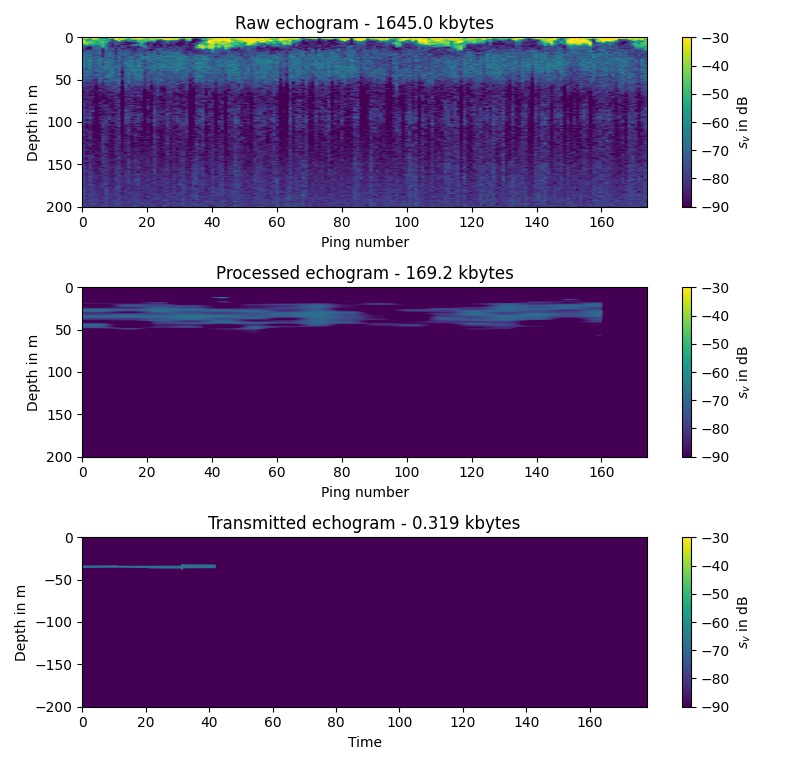 Raw echogram - 1645.0 kbytes
0
50
100
150
200
Depth in m
0 20 40 60 80 100 120 140 160
Ping number
−30
−40
−50
−60
−70
−80
−90
sᵥ in dB
Processed echogram - 169.2 kbytes
0
50
100
150
200
Depth in m
0 20 40 60 80 100 120 140 160
Ping number
−30
−40
−50
−60
−70
−80
−90
sᵥ in dB
Transmitted echogram - 0.319 kbytes
0
−50
−100
−150
−200
Depth in m
0 20 40 60 80 100 120 140 160
Time
−30
−40
−50
−60
−70
−80
−90
sᵥ in dB